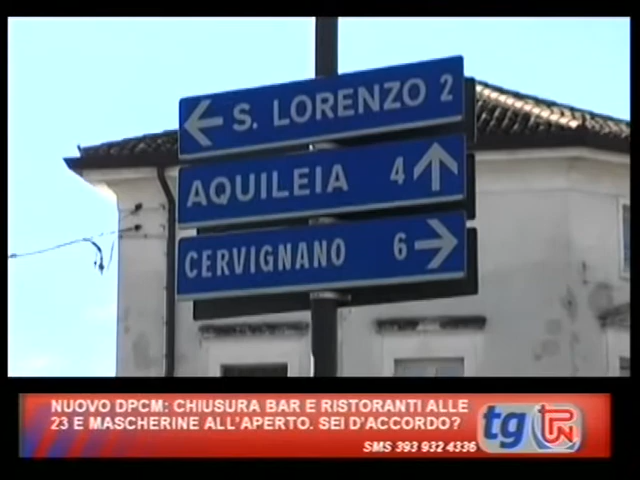 S. LORENZO 2
AQUILEIA 4
CERVIGNANO 6
NUOVO DPCM: CHIUSURA BAR E RISTORANTI ALLE
23 E MASCHERINE ALL'APERTO. SEI D'ACCORDO?
SMS 393 932 4336
tg TPN